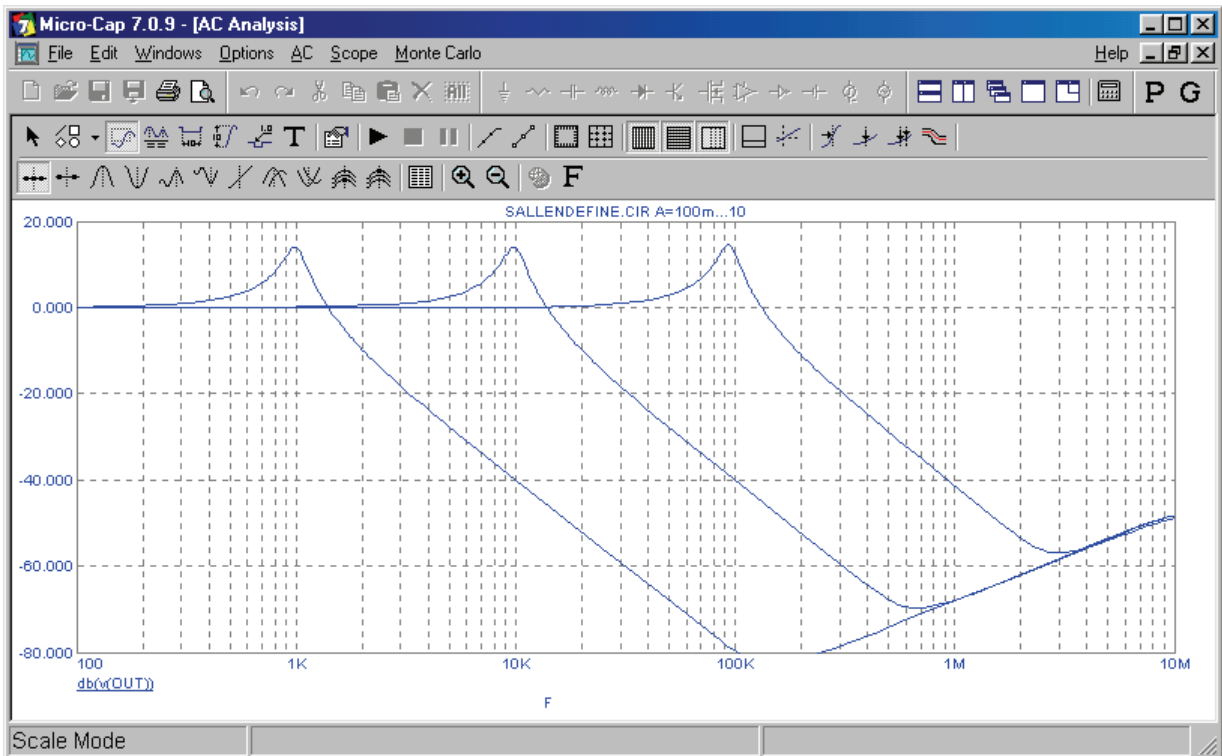 Micro-Cap 7.0.9 - [AC Analysis]
File Edit Windows Options AC Scope Monte Carlo Help
P G
T
F
SALLENDEFINE.CIR A=100m...10
20.000
0.000
-20.000
-40.000
-60.000
-80.000
100 1K 10K 100K 1M 10M
db(v(OUT))
F
Scale Mode